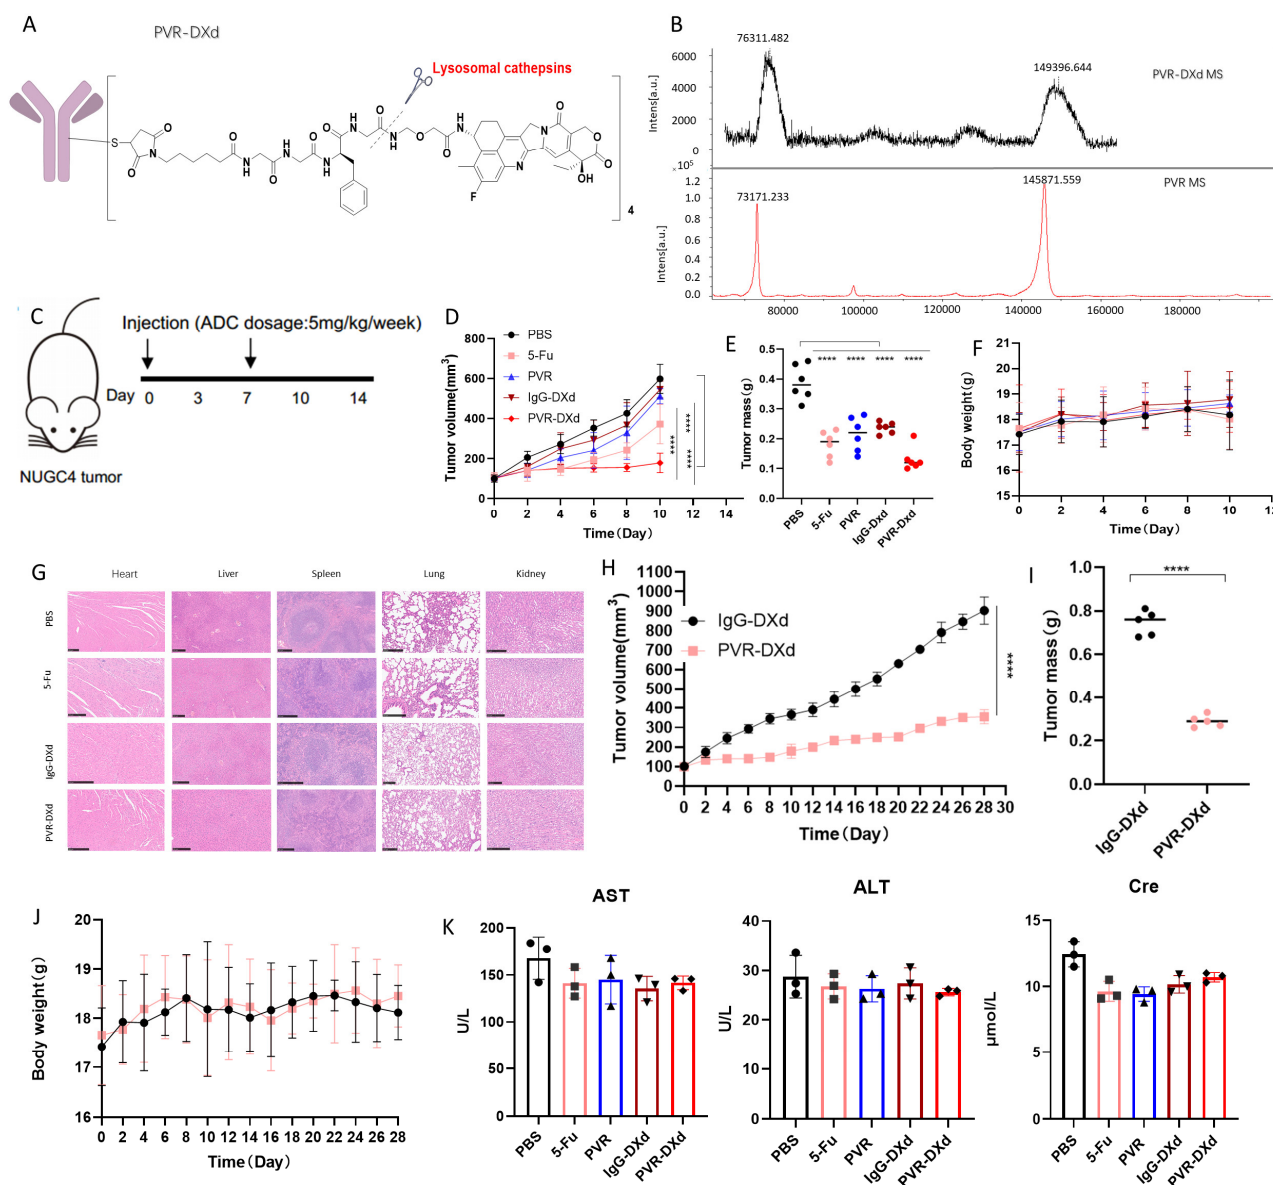 A
PVR-DXd
Lysosomal cathepsins
S
O
O
N
O
N
H
O
H
N
O
N
H
O
H
N
O
N
H
O
O
H
N
N
O
O
O
N
F
OH
4
B
76311.482
149396.644
PVR-DXd MS
Intens[a.u.]
6000
4000
2000
0
×10⁵
73171.233
145871.559
PVR MS
Intens[a.u.]
1.2
1.0
0.8
0.6
0.4
0.2
0.0
80000 100000 120000 140000 160000 180000
C
Injection (ADC dosage:5mg/kg/week)
Day 0 3 7 10 14
NUGC4 tumor
D
PBS
5-Fu
PVR
IgG-DXd
PVR-DXd
Tumor volume(mm³)
800
600
400
200
0
0 2 4 6 8 10 12 14
Time(Day)
****
****
****
E
**** **** **** ****
Tumor mass(g)
0.5
0.4
0.3
0.2
0.1
0.0
PBS 5-Fu PVR IgG-DXd PVR-DXd
F
Body weight(g)
21
20
19
18
17
16
15
0 2 4 6 8 10 12
Time(Day)
G
Heart Liver Spleen Lung Kidney
PBS
5-Fu
IgG-DXd
PVR-DXd
H
IgG-DXd
PVR-DXd
Tumor volume(mm³)
1100
1000
900
800
700
600
500
400
300
200
100
0 2 4 6 8 10 12 14 16 18 20 22 24 26 28 30
Time(Day)
****
I
****
Tumor mass(g)
1.0
0.8
0.6
0.4
0.2
0.0
IgG-DXd PVR-DXd
J
Body weight(g)
20
19
18
17
16
0 2 4 6 8 10 12 14 16 18 20 22 24 26 28
Time(Day)
K
AST
U/L
200
150
100
50
0
PBS 5-Fu PVR IgG-DXd PVR-DXd
ALT
U/L
40
30
20
10
0
PBS 5-Fu PVR IgG-DXd PVR-DXd
Cre
μmol/L
15
10
5
0
PBS 5-Fu PVR IgG-DXd PVR-DXd